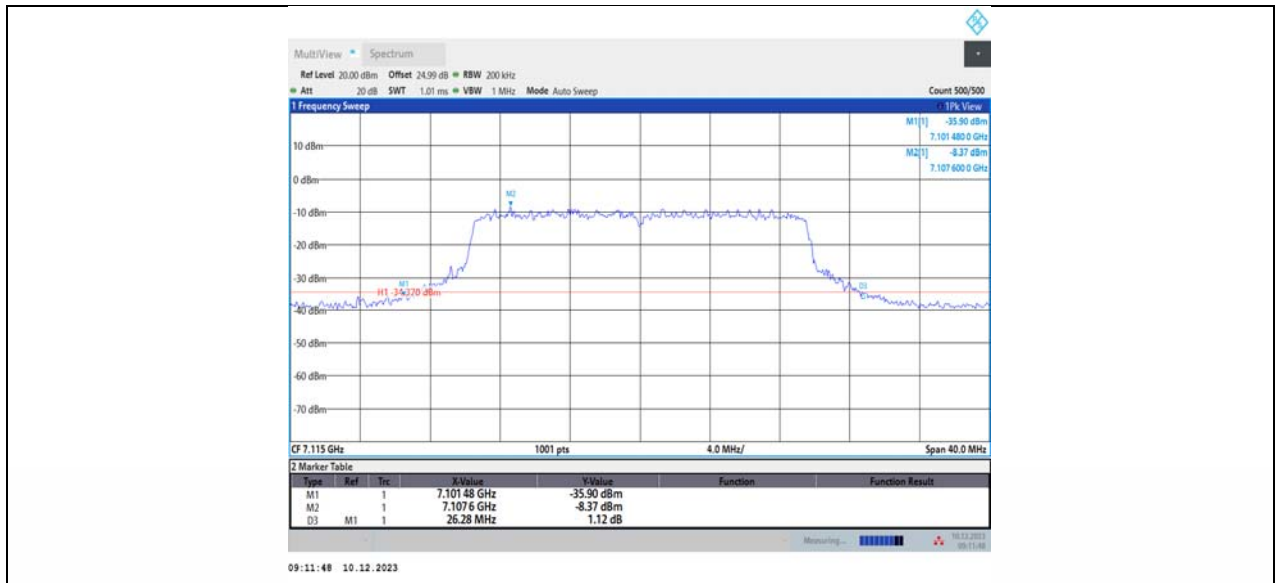 MultiView Spectrum
Ref Level 20.00 dBm Offset 24.99 dB RBW 200 kHz
Att 20 dB SWT 1.01 ms VBW 1 MHz Mode Auto Sweep Count 500/500
1 Frequency Sweep 1Pk View
M1[1] -35.90 dBm
7.101 480 0 GHz
M2[1] -8.37 dBm
7.107 600 0 GHz
10 dBm
0 dBm
M2
-10 dBm
-20 dBm
-30 dBm
M1
D3
H1 -34.370 dBm
-40 dBm
-50 dBm
-60 dBm
-70 dBm
CF 7.115 GHz 1001 pts 4.0 MHz/ Span 40.0 MHz
2 Marker Table
Type Ref Trc X-Value Y-Value Function Function Result
M1 1 7.101 48 GHz -35.90 dBm
M2 1 7.107 6 GHz -8.37 dBm
D3 M1 1 26.28 MHz 1.12 dB
Measuring... 10.12.2023
09:11:48
09:11:48 10.12.2023